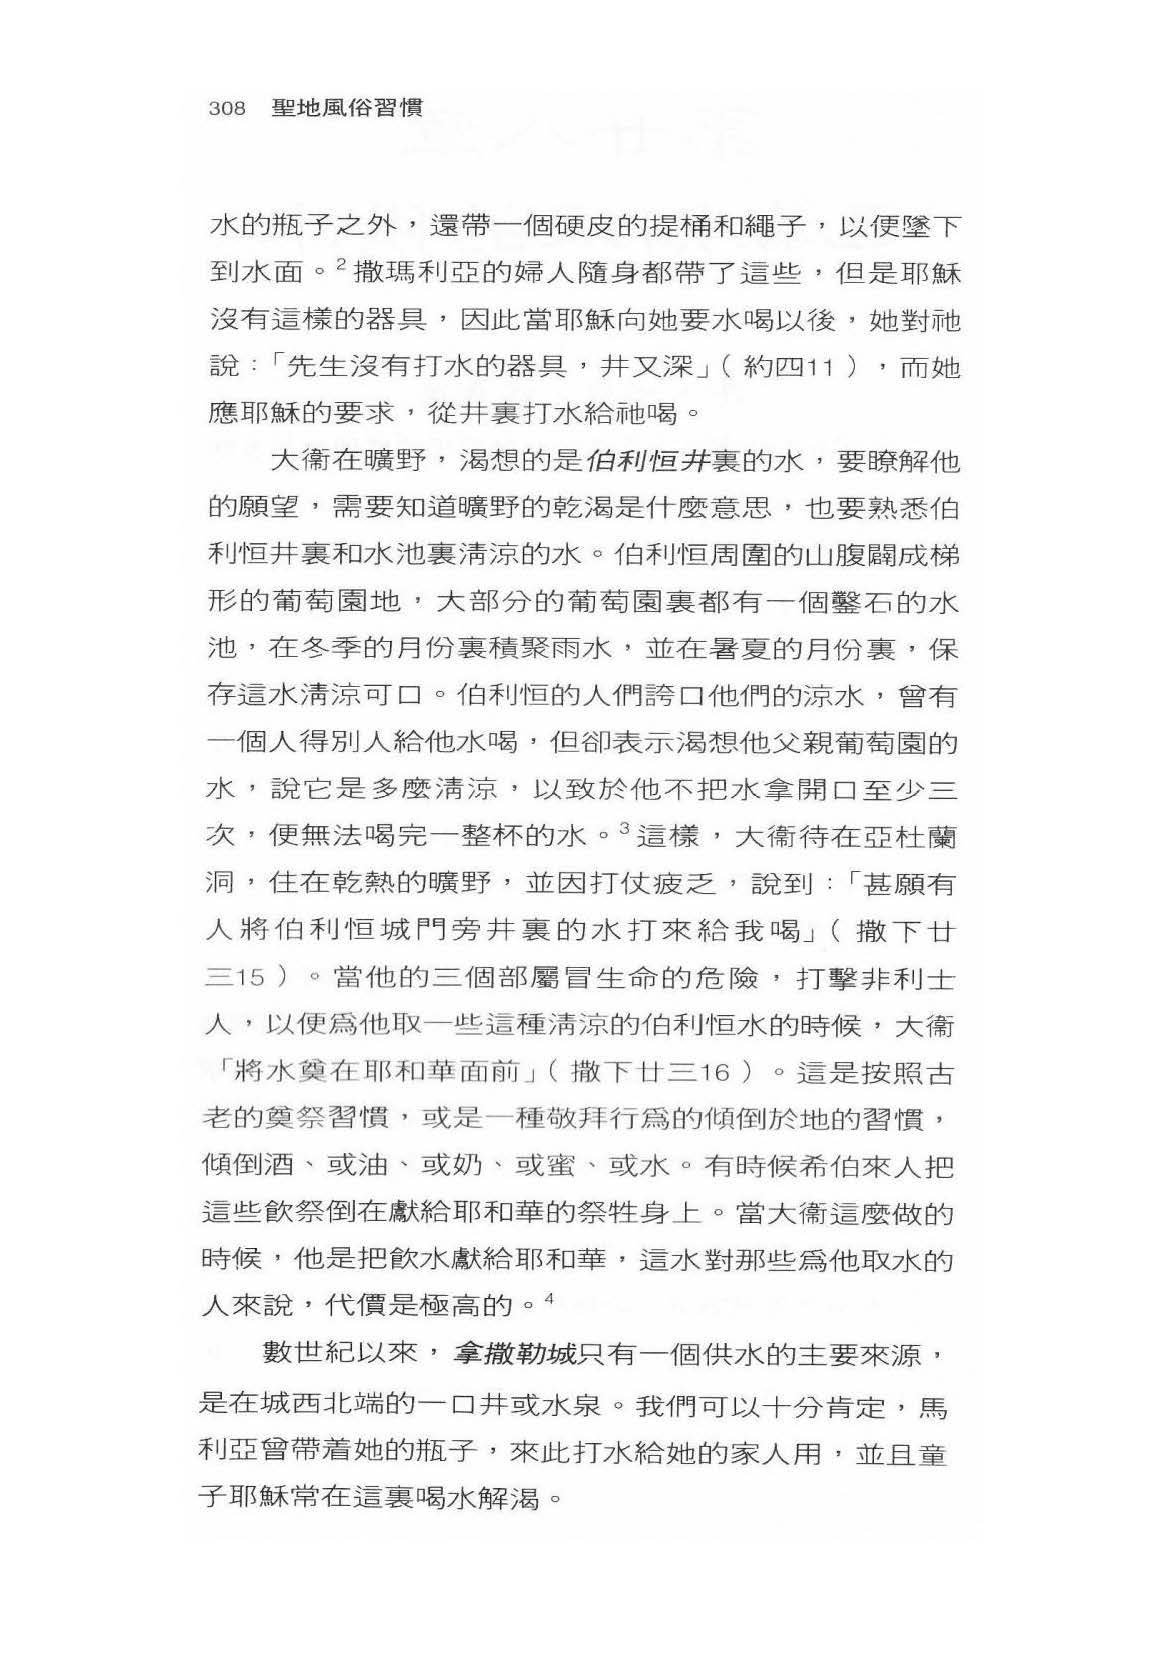 308 聖地風俗習慣
水的瓶子之外，還帶一個硬皮的提桶和繩子，以便墜下
到水面。2撒瑪利亞的婦人隨身都帶了這些，但是耶穌
沒有這樣的器具，因此當耶穌向她要水喝以後，她對祂
說：「先生沒有打水的器具，井又深」（約四11），而她
應耶穌的要求，從井裏打水給祂喝。
大衞在曠野，渴想的是伯利恒井裏的水，要瞭解他
的願望，需要知道曠野的乾渴是什麼意思，也要熟悉伯
利恒井裏和水池裏淸涼的水。伯利恒周圍的山腹闢成梯
形的葡萄園地，大部分的葡萄園裏都有一個鑿石的水
池，在冬季的月份裏積聚雨水，並在暑夏的月份裏，保
存這水淸涼可口。伯利恒的人們誇口他們的涼水，曾有
一個人得別人給他水喝，但卻表示渴想他父親葡萄園的
水，說它是多麼淸涼，以致於他不把水拿開口至少三
次，便無法喝完一整杯的水。3這樣，大衞待在亞杜蘭
洞，住在乾熱的曠野，並因打仗疲乏，說到：「甚願有
人將伯利恒城門旁井裏的水打來給我喝」（撒下廿
三15）。當他的三個部屬冒生命的危險，打擊非利士
人，以便爲他取一些這種淸涼的伯利恒水的時候，大衞
「將水奠在耶和華面前」（撒下廿三16）。這是按照古
老的奠祭習慣，或是一種敬拜行爲的傾倒於地的習慣，
傾倒酒、或油、或奶、或蜜、或水。有時候希伯來人把
這些飮祭倒在獻給耶和華的祭牲身上。當大衞這麼做的
時候，他是把飮水獻給耶和華，這水對那些爲他取水的
人來說，代價是極高的。4
數世紀以來，拿撒勒城只有一個供水的主要來源，
是在城西北端的一口井或水泉。我們可以十分肯定，馬
利亞曾帶着她的瓶子，來此打水給她的家人用，並且童
子耶穌常在這裏喝水解渴。